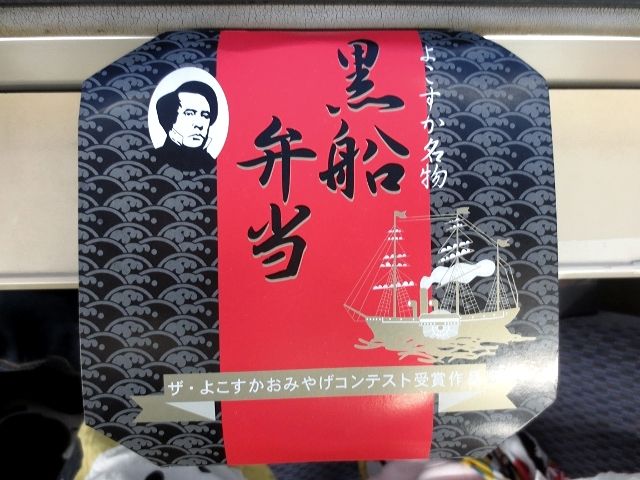 よこすか名物
黒船
弁当
ザ・よこすかおみやげコンテスト受賞作品